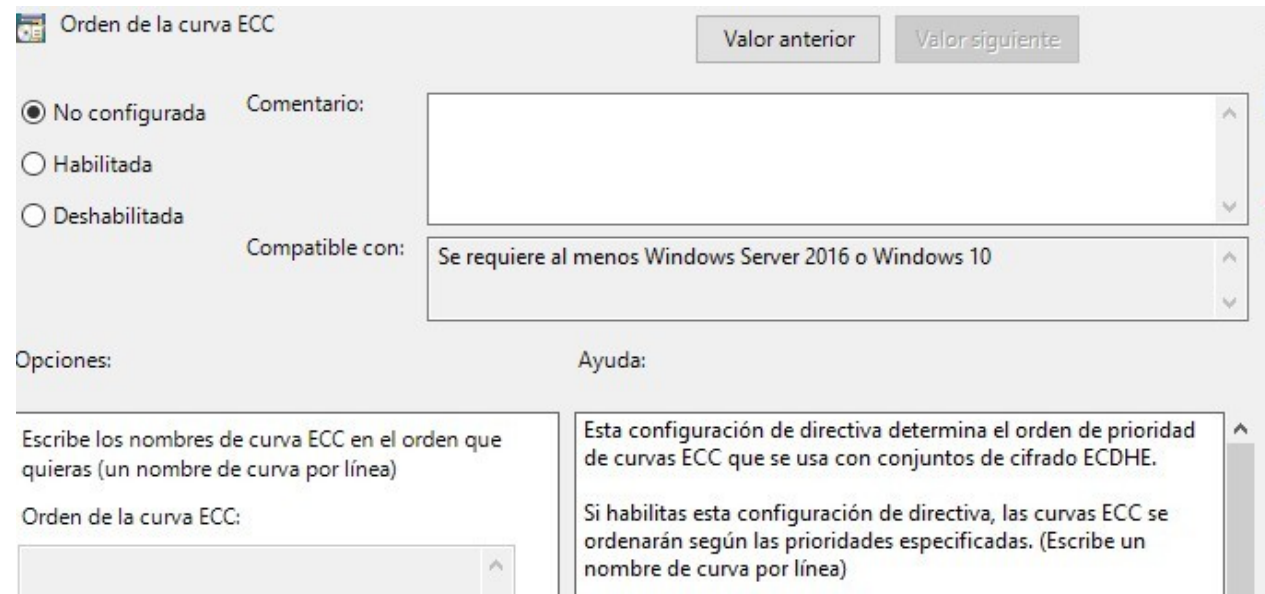 Orden de la curva ECC
Valor anterior
Valor siguiente
No configurada
Habilitada
Deshabilitada
Comentario:
Compatible con:
Se requiere al menos Windows Server 2016 o Windows 10
Opciones:
Ayuda:
Escribe los nombres de curva ECC en el orden que
quieras (un nombre de curva por línea)
Orden de la curva ECC:
Esta configuración de directiva determina el orden de prioridad
de curvas ECC que se usa con conjuntos de cifrado ECDHE.
Si habilitas esta configuración de directiva, las curvas ECC se
ordenarán según las prioridades especificadas. (Escribe un
nombre de curva por línea)